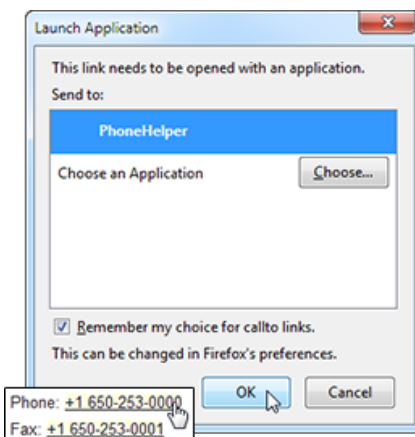 Launch Application
This link needs to be opened with an application.
Send to:
PhoneHelper
Choose an Application
Choose...
Remember my choice for callto links.
This can be changed in Firefox's preferences.
OK
Cancel
Phone: +1 650-253-0000
Fax: +1 650-253-0001